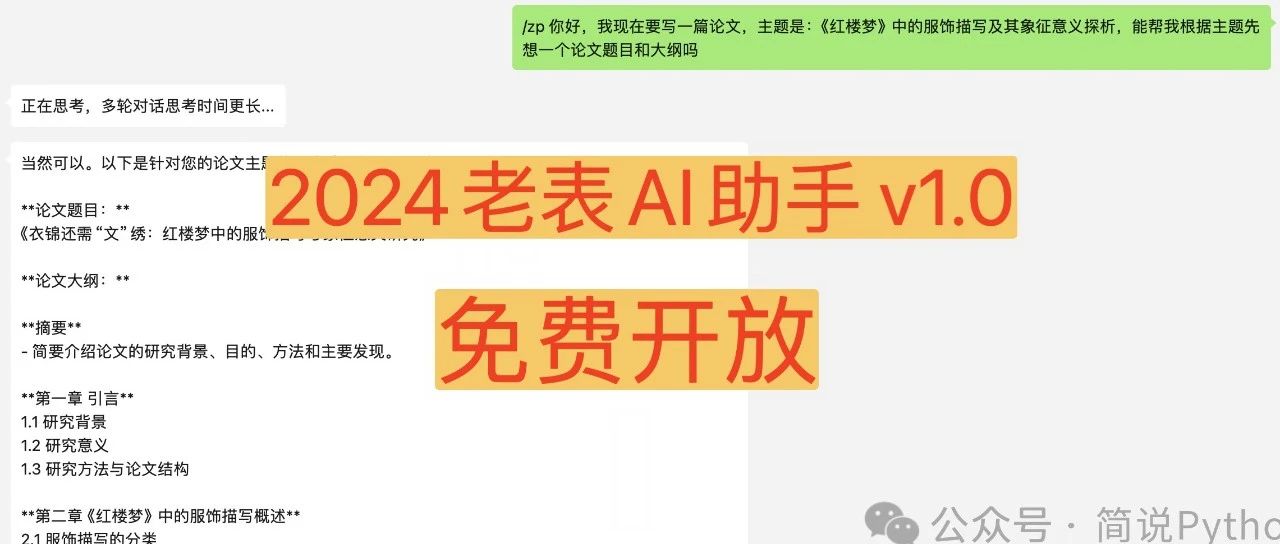 /zp 你好，我现在要写一篇论文，主题是：《红楼梦》中的服饰描写及其象征意义探析，能帮我根据主题先
想一个论文题目和大纲吗
正在思考，多轮对话思考时间更长...
当然可以。以下是针对您的论文主题
2024老表AI助手 v1.0
**论文题目：**
《衣锦还需“文”绣：红楼梦中的服饰
**论文大纲：**
免费开放
**摘要**
- 简要介绍论文的研究背景、目的、方法和主要发现。
**第一章 引言**
1.1 研究背景
1.2 研究意义
1.3 研究方法与论文结构
**第二章《红楼梦》中的服饰描写概述**
2.1 服饰描写的分类
公众号 · 简说Pytho